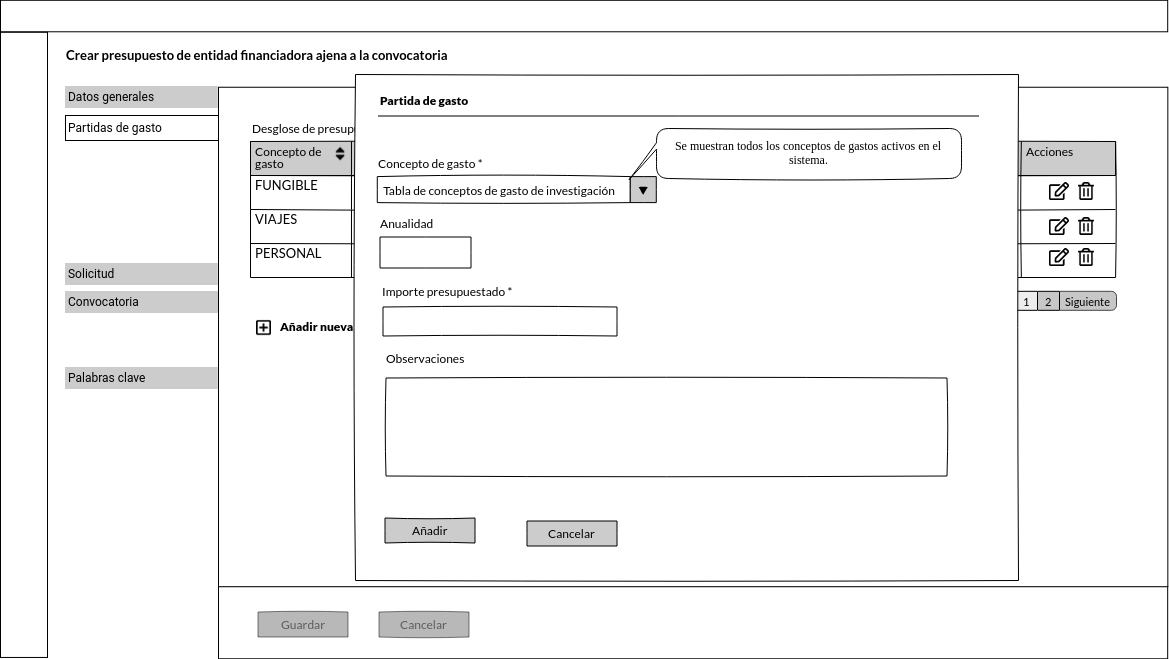 Crear presupuesto de entidad financiadora ajena a la convocatoria
Datos generales
Partidas de gasto
Solicitud
Convocatoria
Palabras clave
Desglose de presup
Concepto de
gasto
FUNGIBLE
VIAJES
PERSONAL
Añadir nueva
Partida de gasto
Se muestran todos los conceptos de gastos activos en el
sistema.
Concepto de gasto *
Tabla de conceptos de gasto de investigación
Anualidad
Importe presupuestado *
Observaciones
Añadir
Cancelar
Acciones
1 2 Siguiente
Guardar
Cancelar